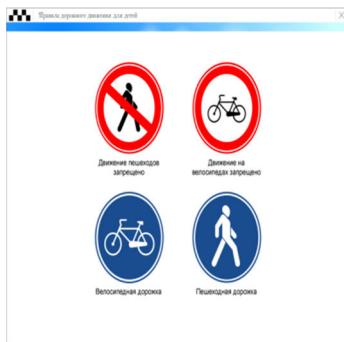 Правила дорожного движения для детей
Движение пешеходов
запрещено
Движение на
велосипедах запрещено
Велосипедная дорожка
Пешеходная дорожка